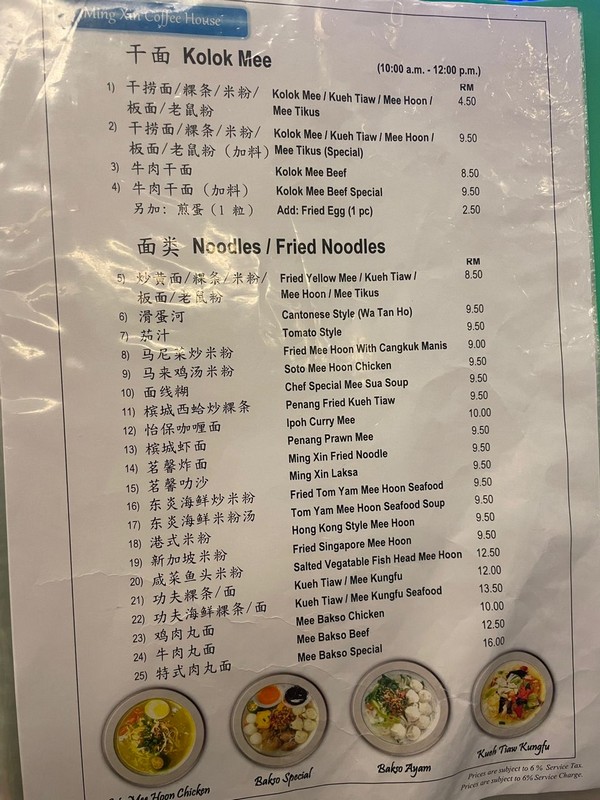 Ming Xin Coffee House
干面 Kolok Mee
(10:00 a.m. - 12:00 p.m.)
RM
1) 干捞面/粿条/米粉/ Kolok Mee / Kueh Tiaw / Mee Hoon / 4.50
板面/老鼠粉 Mee Tikus
2) 干捞面/粿条/米粉/ Kolok Mee / Kueh Tiaw / Mee Hoon / 9.50
板面/老鼠粉 (加料) Mee Tikus (Special)
3) 牛肉干面 Kolok Mee Beef 8.50
4) 牛肉干面 (加料) Kolok Mee Beef Special 9.50
另加: 煎蛋 (1 粒) Add: Fried Egg (1 pc) 2.50
面类 Noodles / Fried Noodles
RM
5) 炒黄面/粿条/米粉/ Fried Yellow Mee / Kueh Tiaw / 8.50
板面/老鼠粉 Mee Hoon / Mee Tikus
6) 滑蛋河 Cantonese Style (Wa Tan Ho) 9.50
7) 茄汁 Tomato Style 9.50
8) 马尼菜炒米粉 Fried Mee Hoon With Cangkuk Manis 9.00
9) 马来鸡汤米粉 Soto Mee Hoon Chicken 9.50
10) 面线糊 Chef Special Mee Sua Soup 9.50
11) 槟城西蛤炒粿条 Penang Fried Kueh Tiaw 9.50
12) 怡保咖喱面 Ipoh Curry Mee 10.00
13) 槟城虾面 Penang Prawn Mee 9.50
14) 茗馨炸面 Ming Xin Fried Noodle 9.50
15) 茗馨叻沙 Ming Xin Laksa 9.50
16) 东炎海鲜炒米粉 Fried Tom Yam Mee Hoon Seafood 9.50
17) 东炎海鲜米粉汤 Tom Yam Mee Hoon Seafood Soup 9.50
18) 港式米粉 Hong Kong Style Mee Hoon 9.50
19) 新加坡米粉 Fried Singapore Mee Hoon 9.50
20) 咸菜鱼头米粉 Salted Vegatable Fish Head Mee Hoon 12.50
21) 功夫粿条/面 Kueh Tiaw / Mee Kungfu 12.00
22) 功夫海鲜粿条/面 Kueh Tiaw / Mee Kungfu Seafood 13.50
23) 鸡肉丸面 Mee Bakso Chicken 10.00
24) 牛肉丸面 Mee Bakso Beef 12.50
25) 特式肉丸面 Mee Bakso Special 16.00
Mee Hoon Chicken
Bakso Special
Bakso Ayam
Kueh Tiaw Kungfu
Prices are subject to 6 % Service Tax.
Prices are subject to 6% Service Charge.